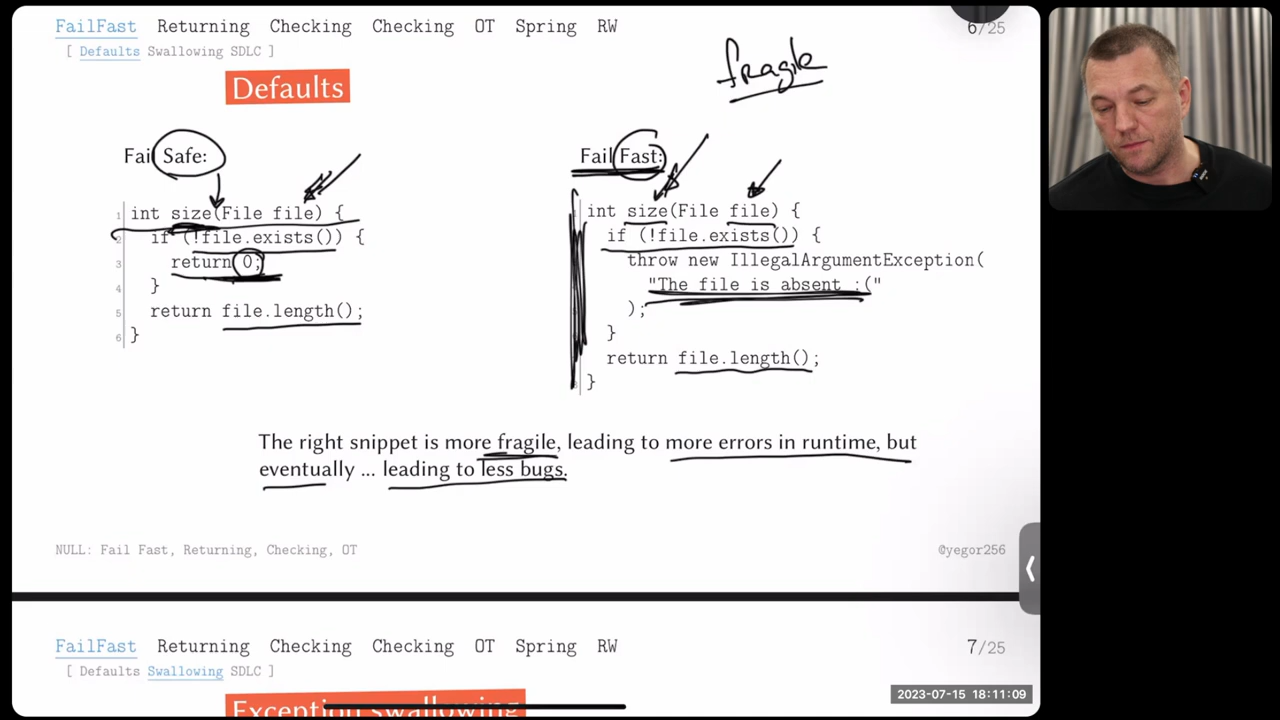 FailFast Returning Checking Checking OT Spring RW
6/25
[ Defaults Swallowing SDLC ]
fragile
Defaults
Fail Safe:
1 int size(File file) {
2 if (!file.exists()) {
3 return 0;
4 }
5 return file.length();
6 }
Fail Fast:
int size(File file) {
if (!file.exists()) {
throw new IllegalArgumentException(
"The file is absent :("
);
}
return file.length();
}
The right snippet is more fragile, leading to more errors in runtime, but
eventually ... leading to less bugs.
NULL: Fail Fast, Returning, Checking, OT
@yegor256
FailFast Returning Checking Checking OT Spring RW
7/25
[ Defaults Swallowing SDLC ]
Exception swallowing
2023-07-15 18:11:09